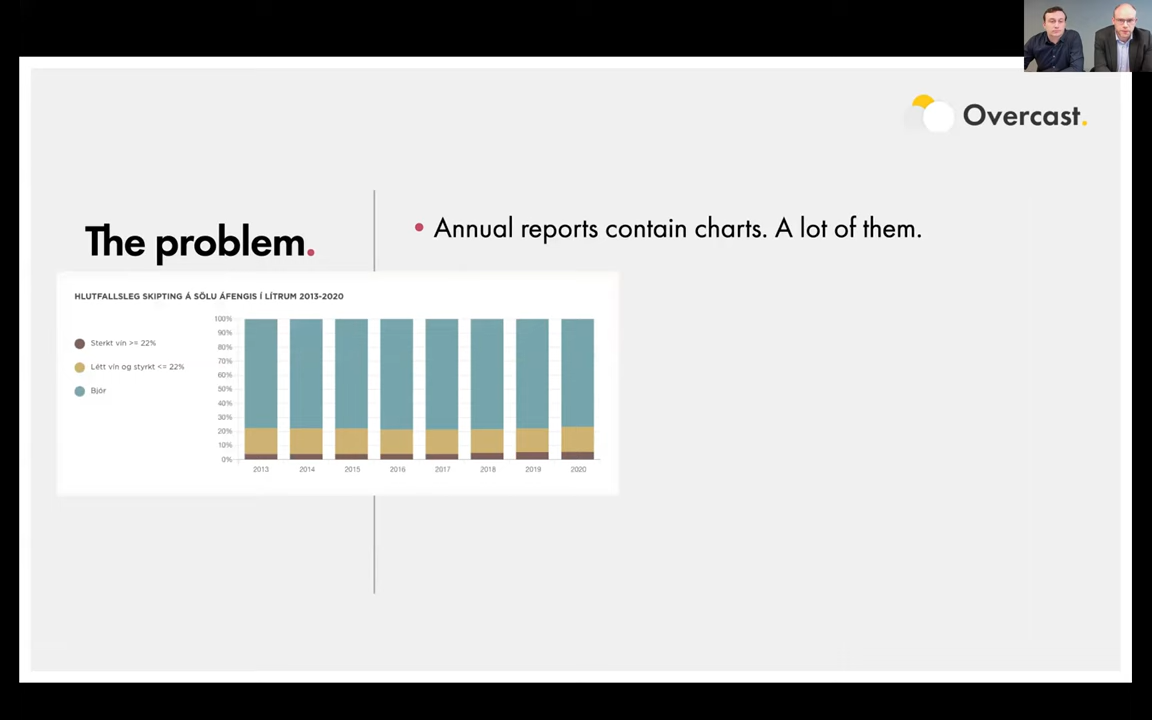 Overcast.
The problem.
• Annual reports contain charts. A lot of them.
HLUTFALLSLEG SKIPTING Á SÖLU ÁFENGIS Í LÍTRUM 2013-2020
Sterkt vín >= 22%
Létt vín og styrkt <= 22%
Bjór
100%
90%
80%
70%
60%
50%
40%
30%
20%
10%
0%
2013 2014 2015 2016 2017 2018 2019 2020